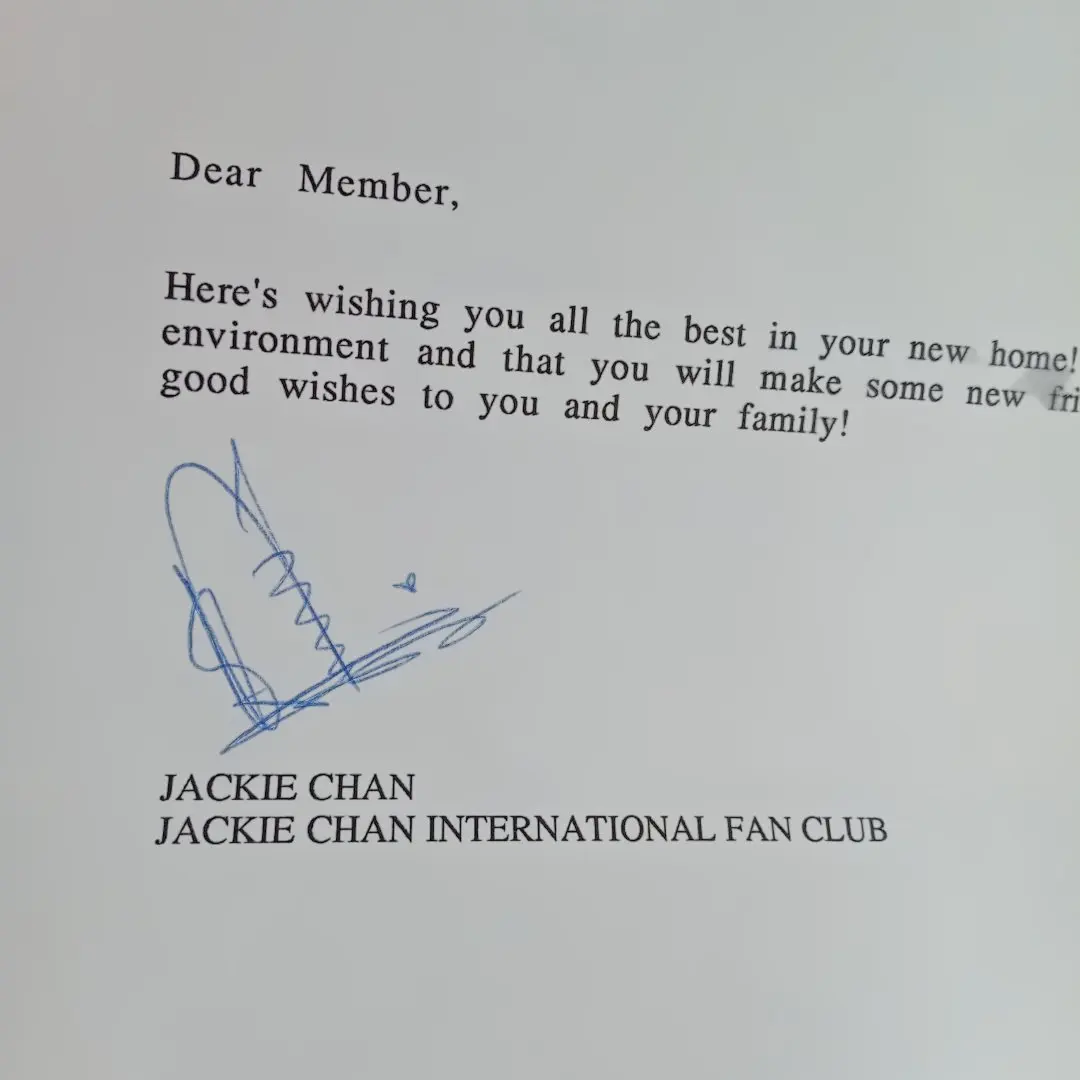 Dear Member,
Here's wishing you all the best in your new home!
environment and that you will make some new fri
good wishes to you and your family!
JACKIE CHAN
JACKIE CHAN INTERNATIONAL FAN CLUB